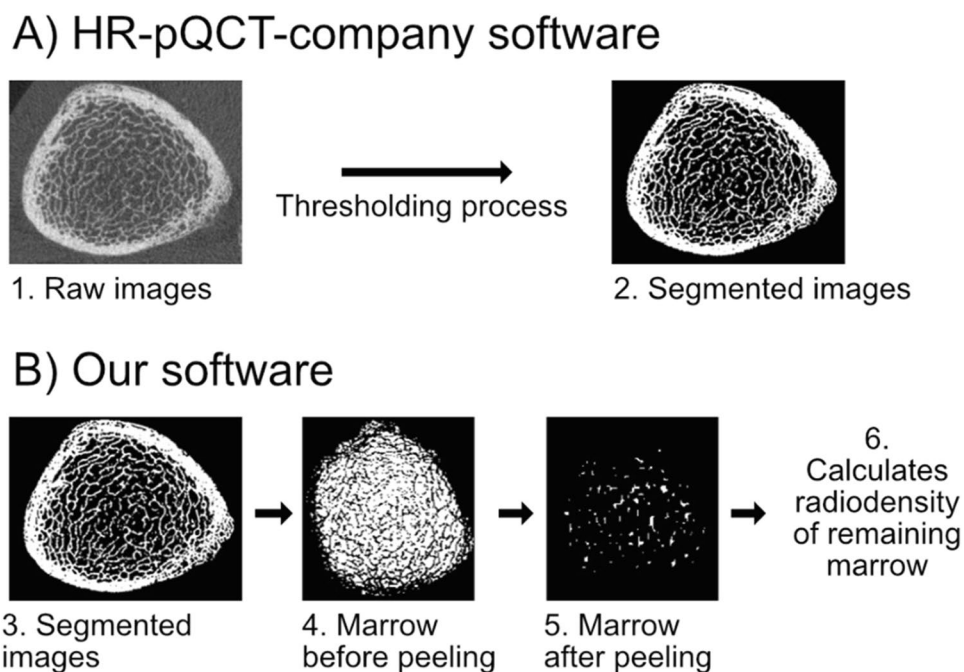 A) HR-pQCT-company software
Thresholding process
1. Raw images
2. Segmented images
B) Our software
6.
Calculates
radiodensity
of remaining
marrow
3. Segmented
images
4. Marrow
before peeling
5. Marrow
after peeling